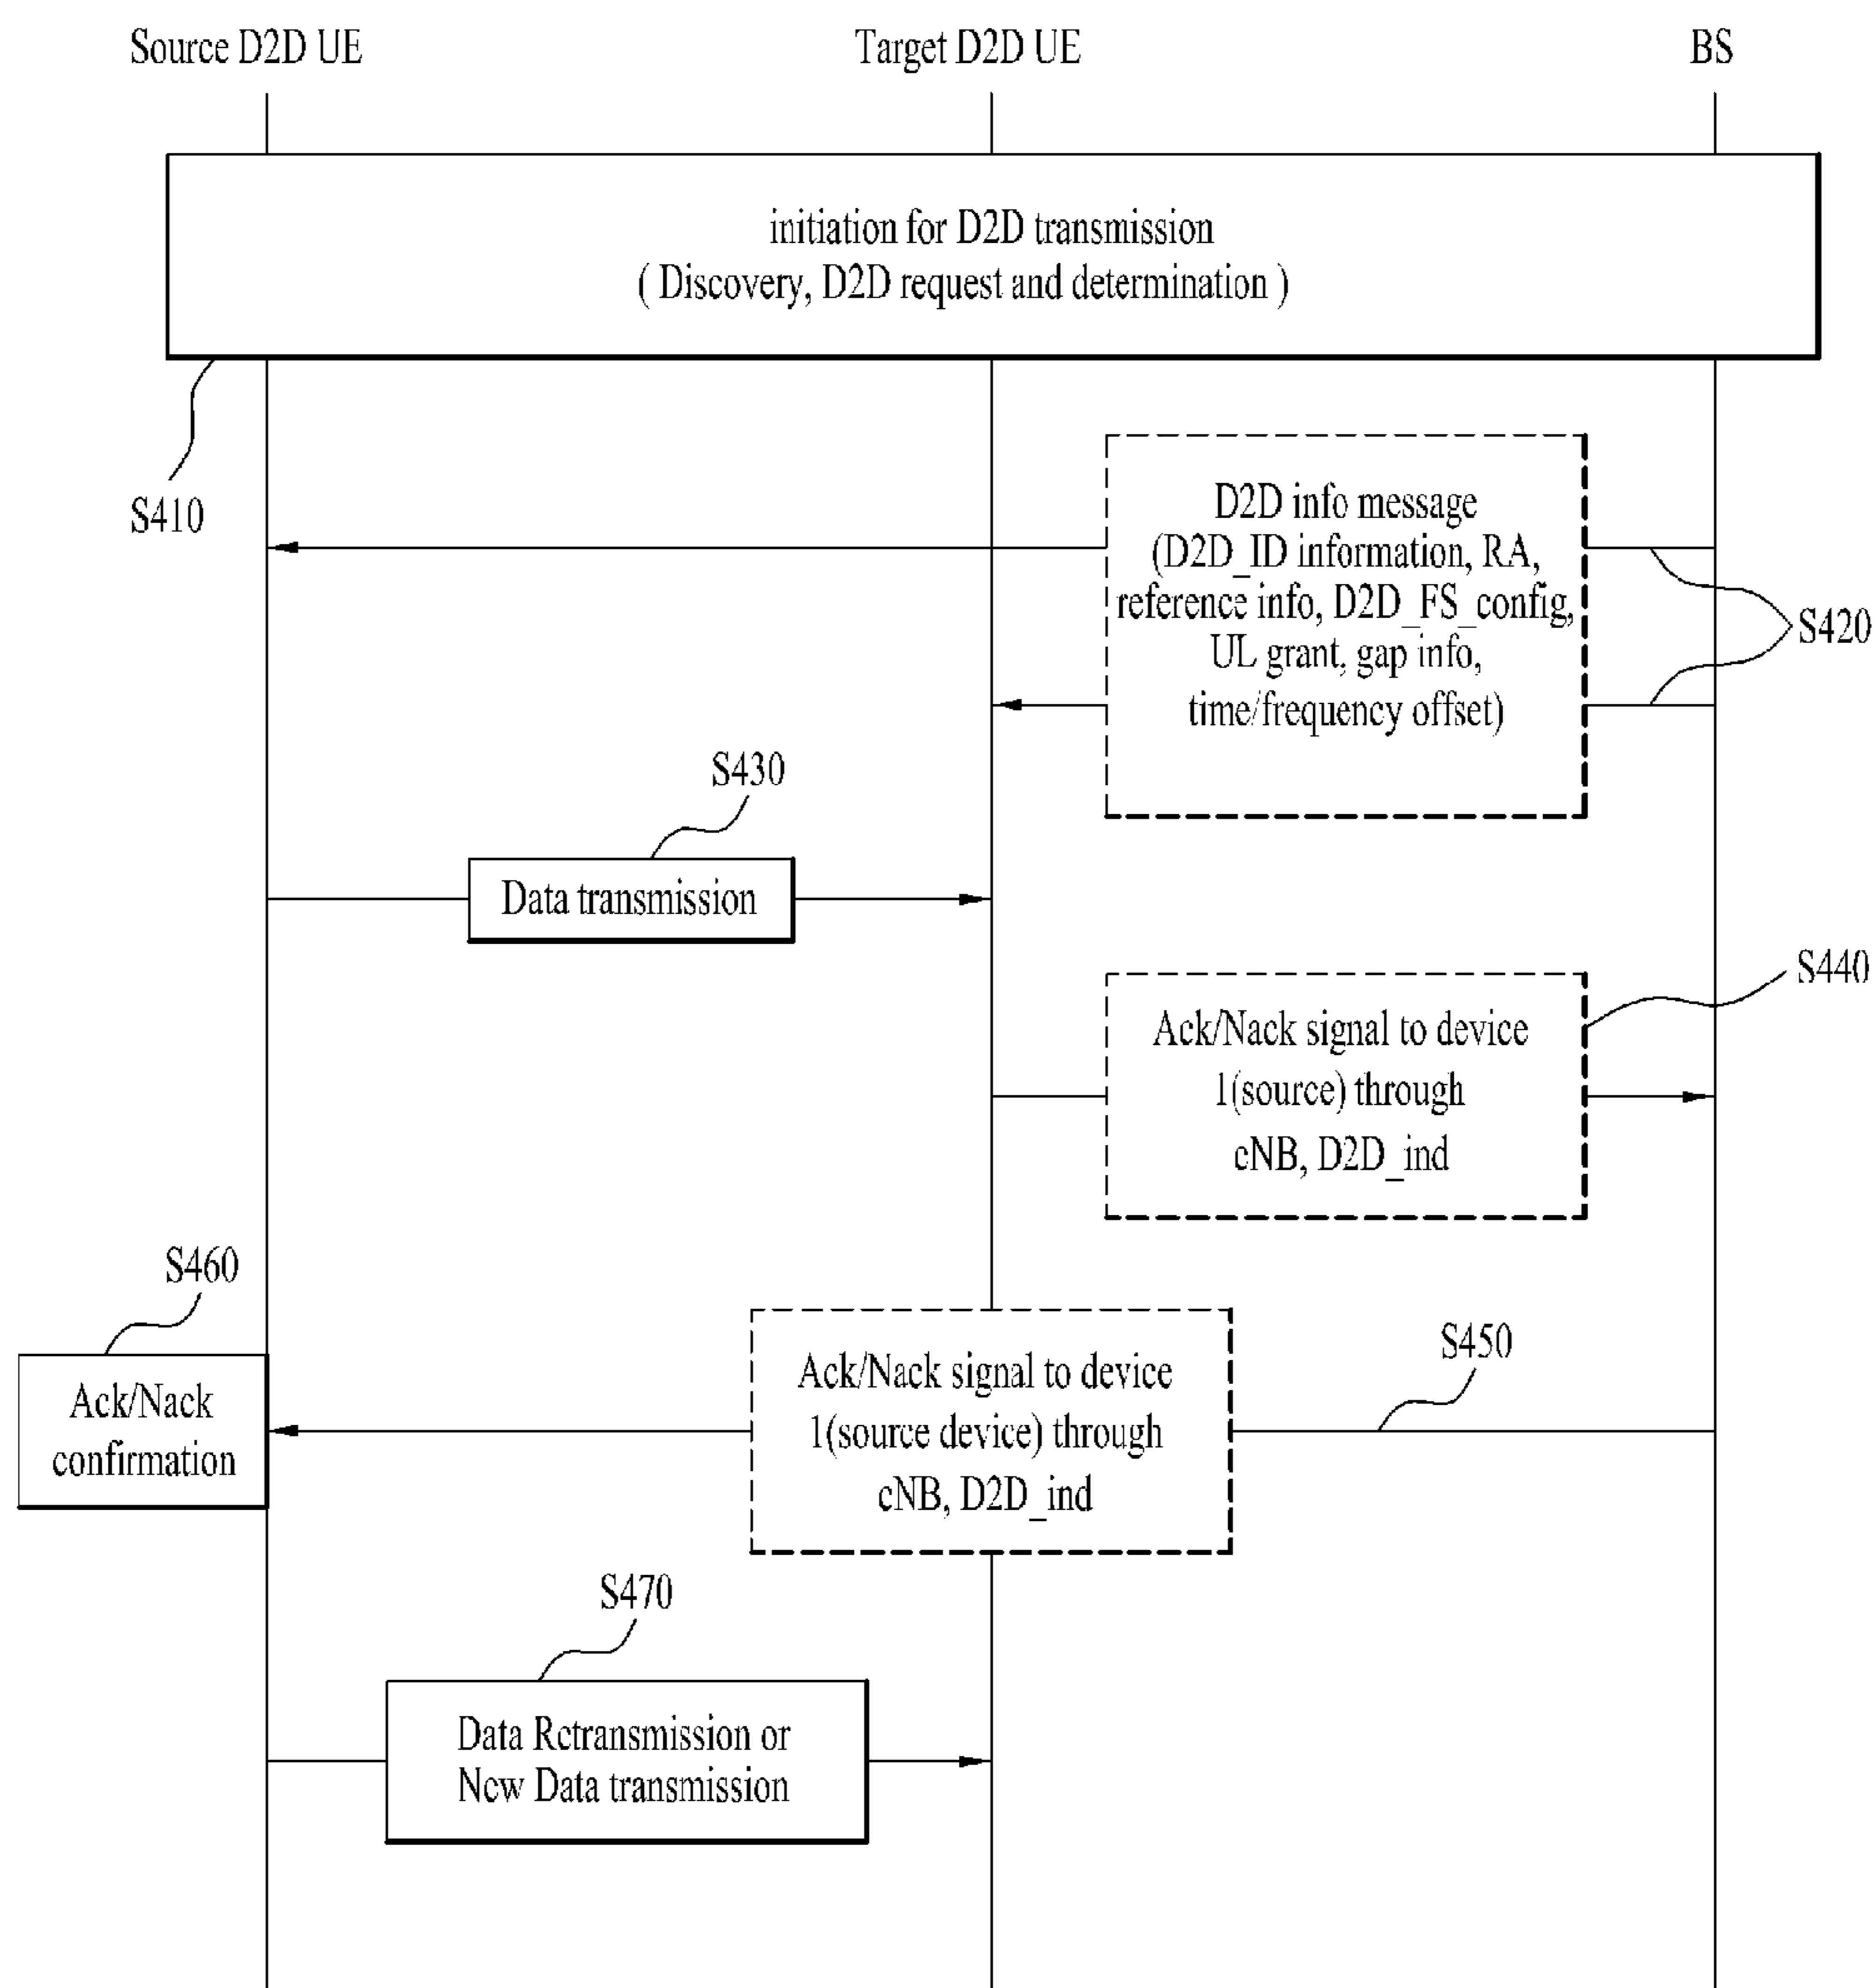 Source D2D UE
Target D2D UE
BS
initiation for D2D transmission
( Discovery, D2D request and determination )
S410
D2D info message
(D2D_ID information, RA,
reference info, D2D_FS_config,
UL grant, gap info,
time/frequency offset)
S420
S430
Data transmission
S440
Ack/Nack signal to device
1(source) through
eNB, D2D_ind
S460
Ack/Nack
confirmation
Ack/Nack signal to device
1(source device) through
eNB, D2D_ind
S450
S470
Data Retransmission or
New Data transmission